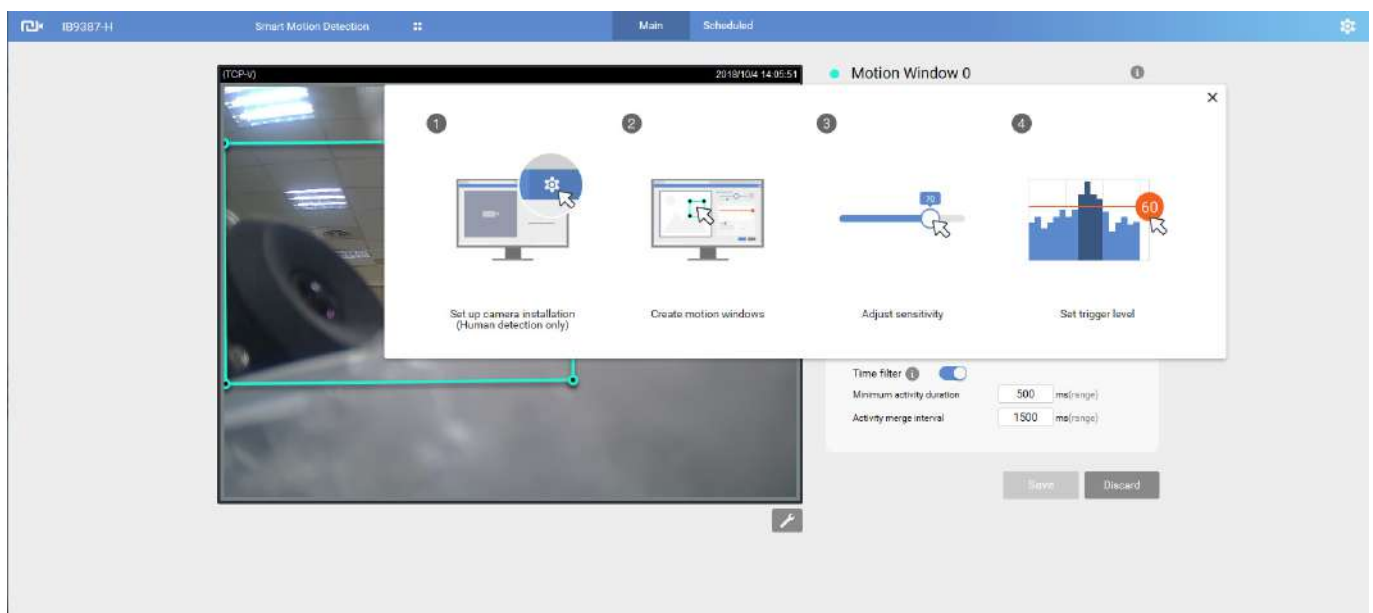 IB9387-H
Smart Motion Detection
Main
Scheduled
(TCP-V)
2018/10/4 14:05:51
Motion Window 0
1
2
3
4
70
60
Set up camera installation
(Human detection only)
Create motion windows
Adjust sensitivity
Set trigger level
Time filter
Minimum activity duration
500
ms(range)
Activity merge interval
1500
ms(range)
Save
Discard